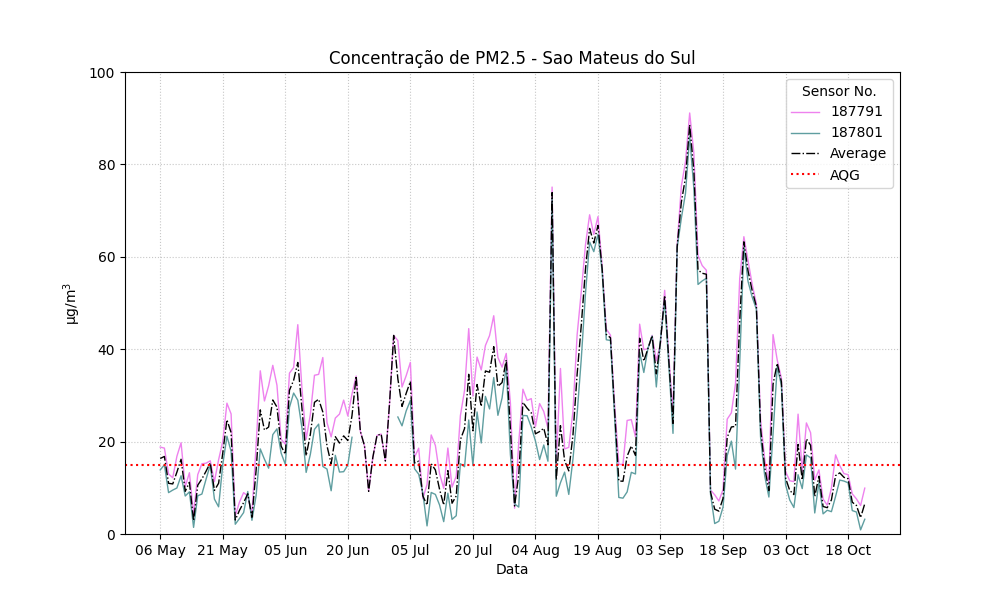 Concentração de PM2.5 - Sao Mateus do Sul
Sensor No.
187791
187801
Average
AQG
100
80
60
40
20
0
μg/m³
06 May 21 May 05 Jun 20 Jun 05 Jul 20 Jul 04 Aug 19 Aug 03 Sep 18 Sep 03 Oct 18 Oct
Data